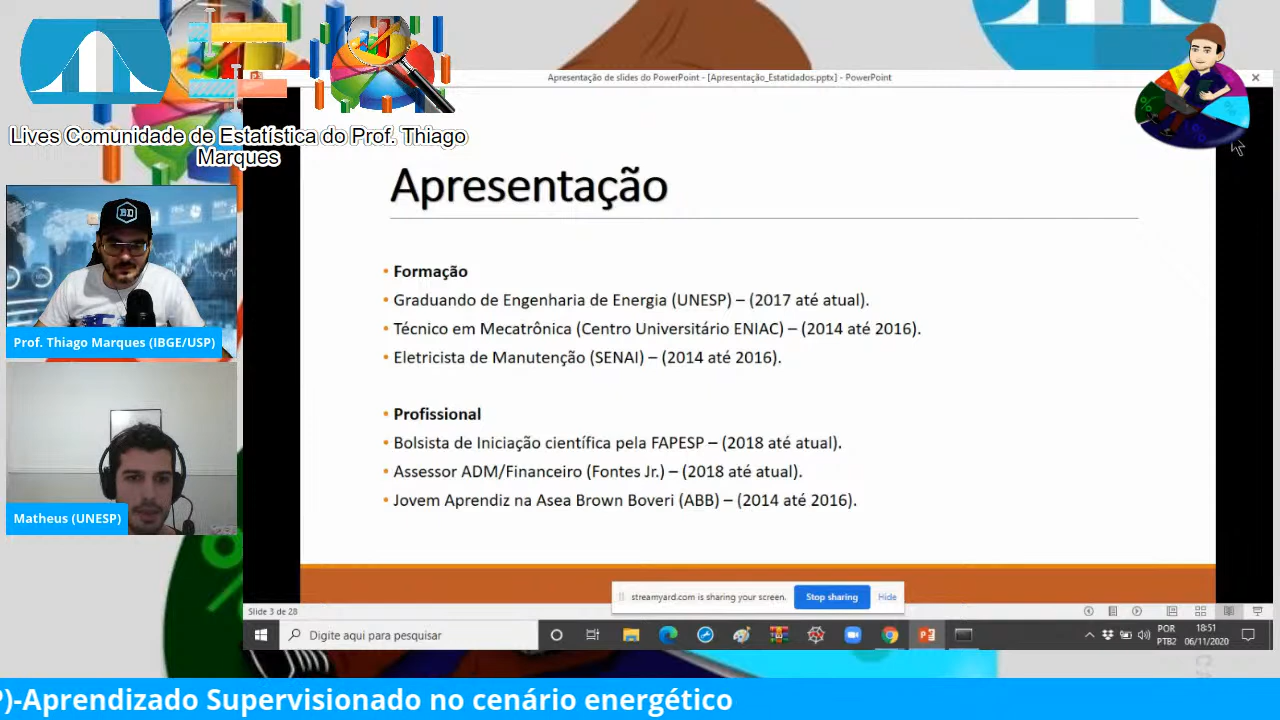 Lives Comunidade de Estatística do Prof. Thiago
Marques
Apresentação de slides do PowerPoint - [Apresentação_Estatidados.pptx] - PowerPoint
Apresentação
• Formação
• Graduando de Engenharia de Energia (UNESP) – (2017 até atual).
• Técnico em Mecatrônica (Centro Universitário ENIAC) – (2014 até 2016).
• Eletricista de Manutenção (SENAI) – (2014 até 2016).
• Profissional
• Bolsista de Iniciação científica pela FAPESP – (2018 até atual).
• Assessor ADM/Financeiro (Fontes Jr.) – (2018 até atual).
• Jovem Aprendiz na Asea Brown Boveri (ABB) – (2014 até 2016).
BD
Prof. Thiago Marques (IBGE/USP)
Matheus (UNESP)
streamyard.com is sharing your screen.
Stop sharing
Hide
Slide 3 de 28
Digite aqui para pesquisar
POR
PTB2
18:51
06/11/2020
P)-Aprendizado Supervisionado no cenário energético